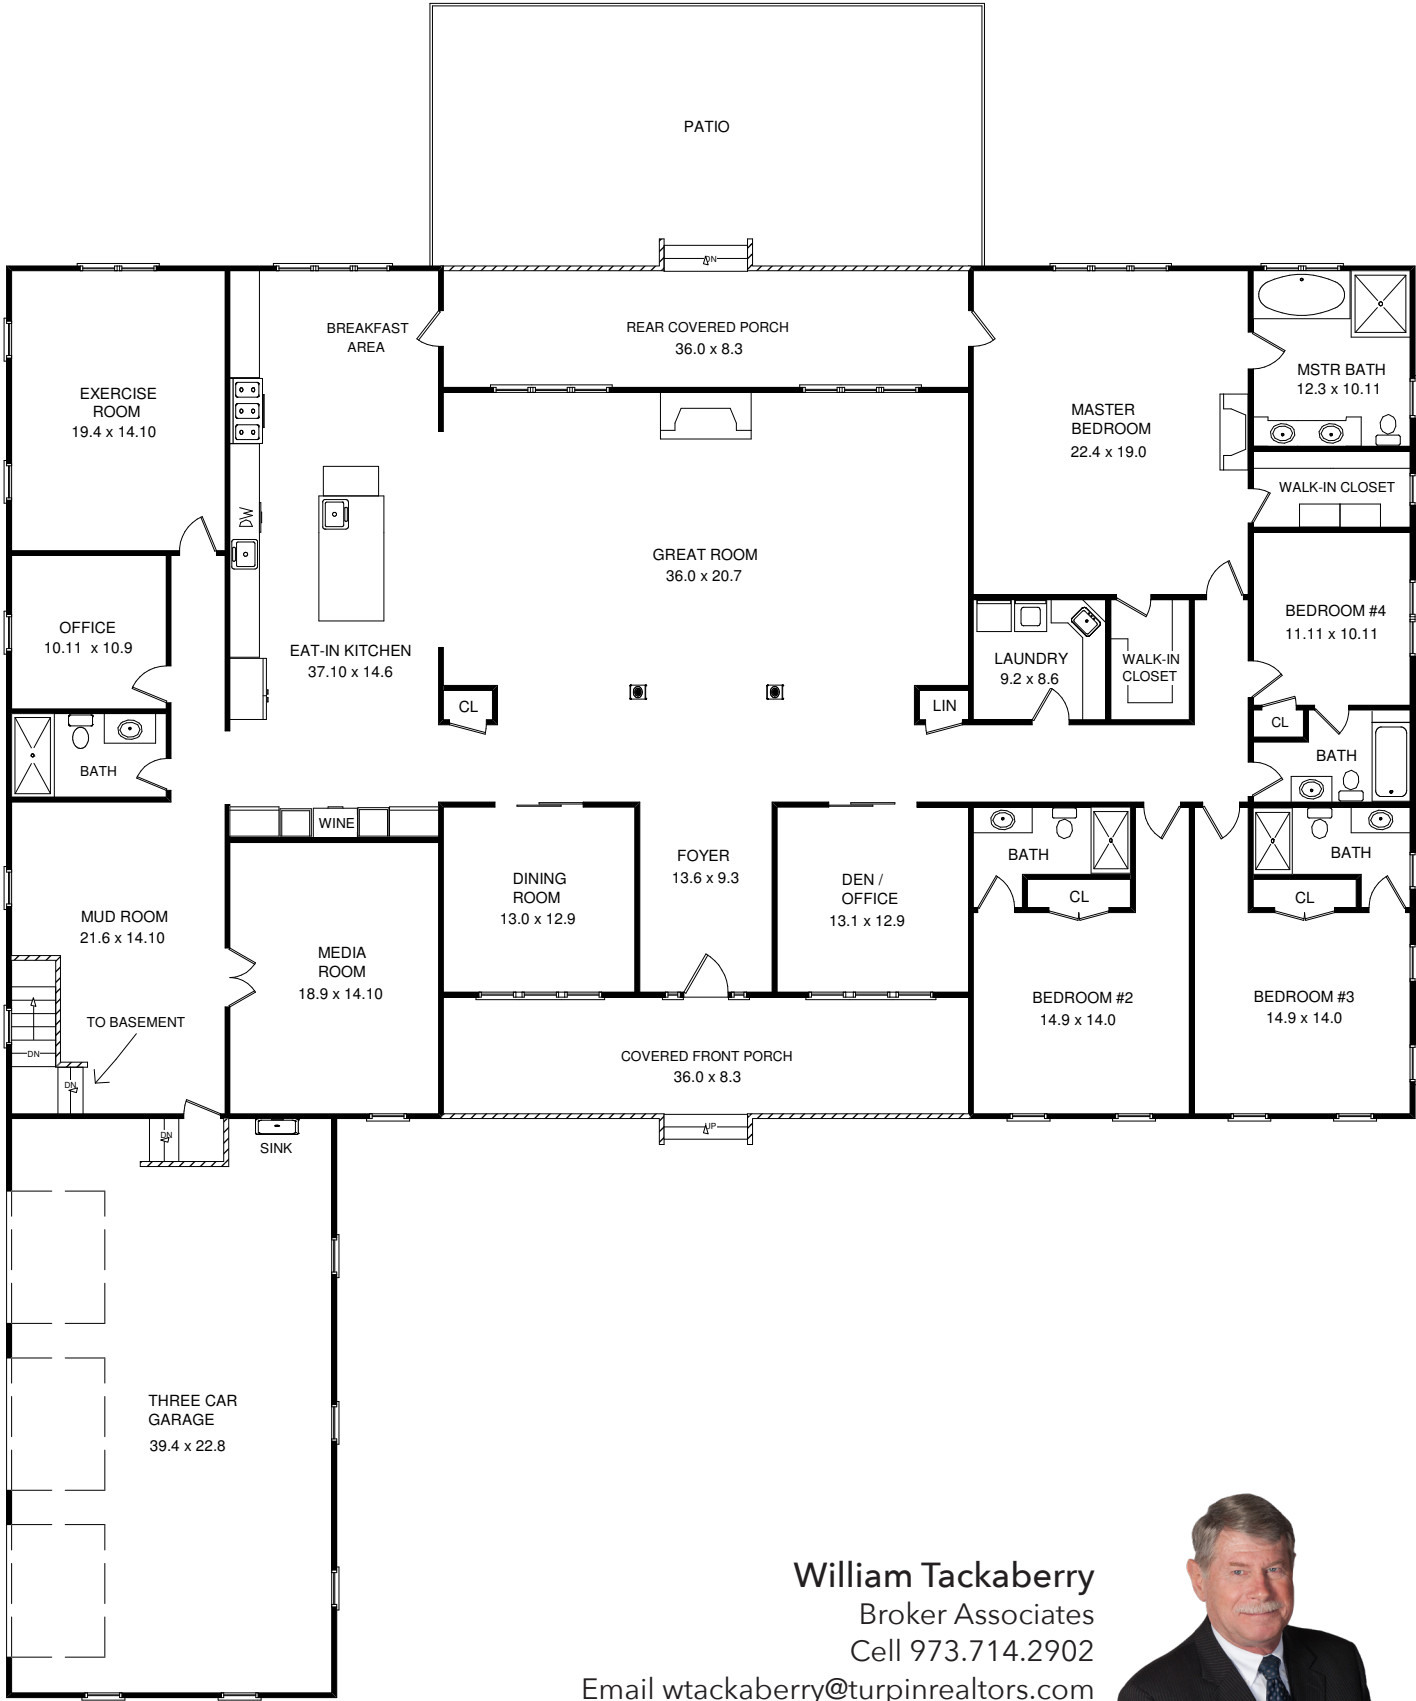 PATIO
DN
BREAKFAST
AREA
REAR COVERED PORCH
36.0 x 8.3
EXERCISE
ROOM
19.4 x 14.10
MSTR BATH
12.3 x 10.11
MASTER
BEDROOM
22.4 x 19.0
WALK-IN CLOSET
DW
GREAT ROOM
36.0 x 20.7
OFFICE
10.11 x 10.9
EAT-IN KITCHEN
37.10 x 14.6
BEDROOM #4
11.11 x 10.11
LAUNDRY
9.2 x 8.6
WALK-IN
CLOSET
CL
LIN
CL
BATH
BATH
WINE
FOYER
13.6 x 9.3
BATH
BATH
DINING
ROOM
13.0 x 12.9
DEN /
OFFICE
13.1 x 12.9
CL
CL
MUD ROOM
21.6 x 14.10
MEDIA
ROOM
18.9 x 14.10
BEDROOM #2
14.9 x 14.0
BEDROOM #3
14.9 x 14.0
TO BASEMENT
DN
DN
COVERED FRONT PORCH
36.0 x 8.3
UP
DN
SINK
THREE CAR
GARAGE
39.4 x 22.8
William Tackaberry
Broker Associates
Cell 973.714.2902
Email wtackaberry@turpinrealtors.com